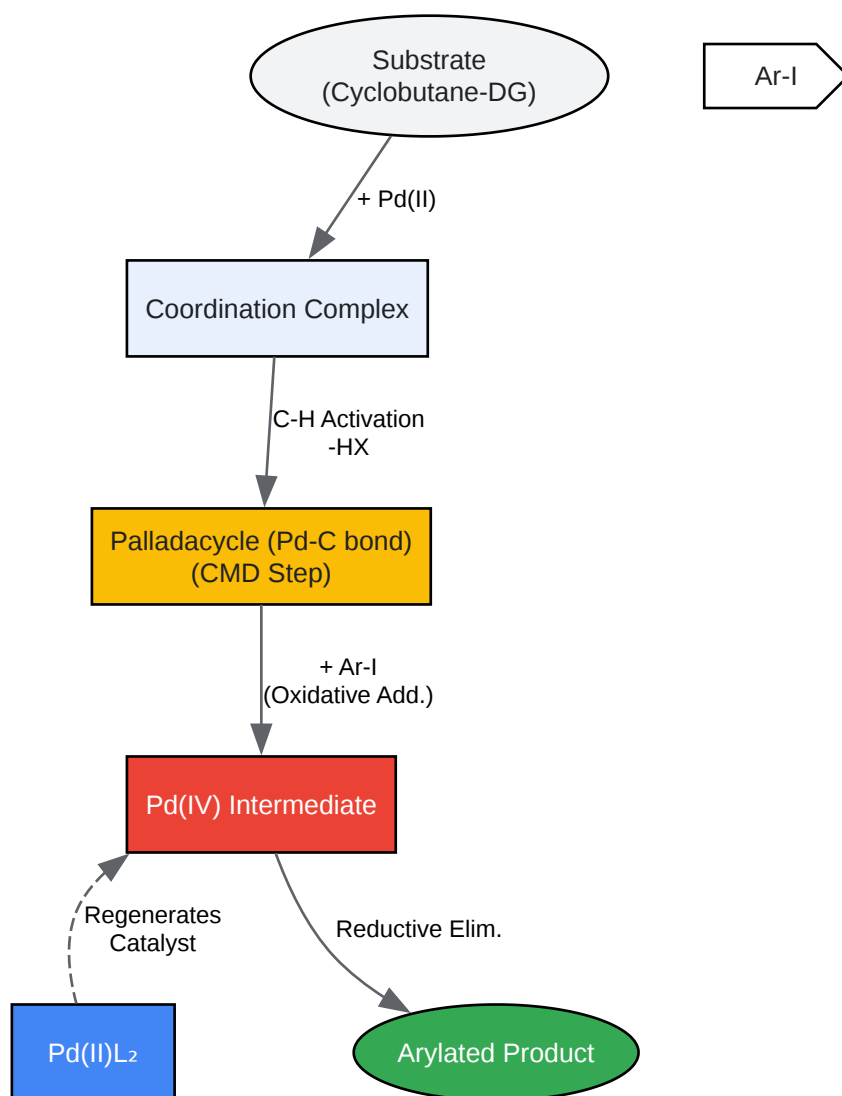 Substrate
(Cyclobutane-DG)
Ar-I
+ Pd(II)
Coordination Complex
C-H Activation
-HX
Palladacycle (Pd-C bond)
(CMD Step)
+ Ar-I
(Oxidative Add.)
Pd(IV) Intermediate
Regenerates
Catalyst
Reductive Elim.
Pd(II)L₂
Arylated Product